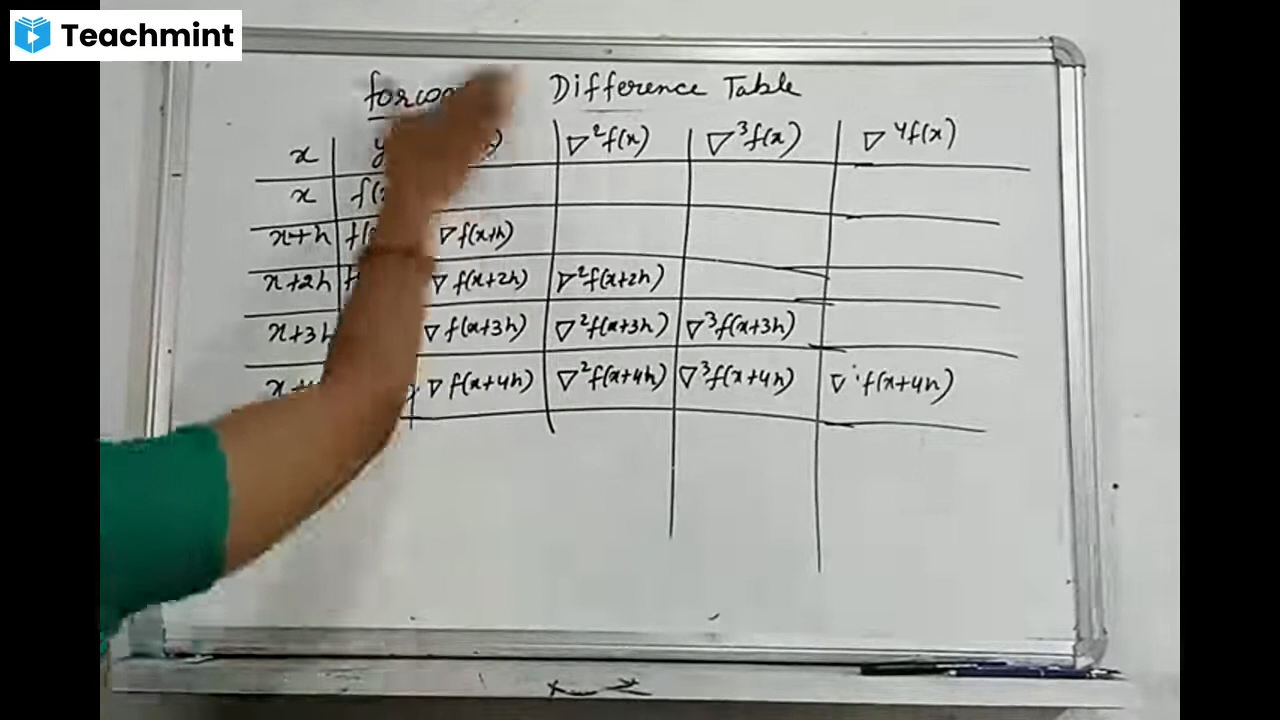 Teachmint
Difference Table
x ∇²f(x) ∇³f(x) ∇⁴f(x)
x
x+h ∇f(x+h)
x+2h ∇f(x+2h) ∇²f(x+2h)
x+3h ∇f(x+3h) ∇²f(x+3h) ∇³f(x+3h)
∇f(x+4h) ∇²f(x+4h) ∇³f(x+4h) f(x+4h)